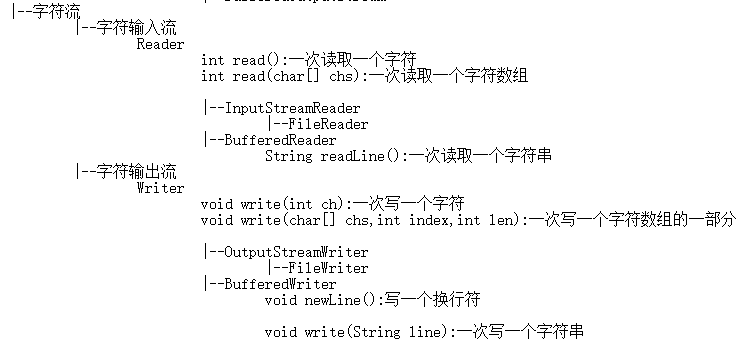 |--字符流
|--字符输入流
Reader
int read():一次读取一个字符
int read(char[] chs):一次读取一个字符数组
|--InputStreamReader
|--FileReader
|--BufferedReader
String readLine():一次读取一个字符串
|--字符输出流
Writer
void write(int ch):一次写一个字符
void write(char[] chs,int index,int len):一次写一个字符数组的一部分
|--OutputStreamWriter
|--FileWriter
|--BufferedWriter
void newLine():写一个换行符
void write(String line):一次写一个字符串